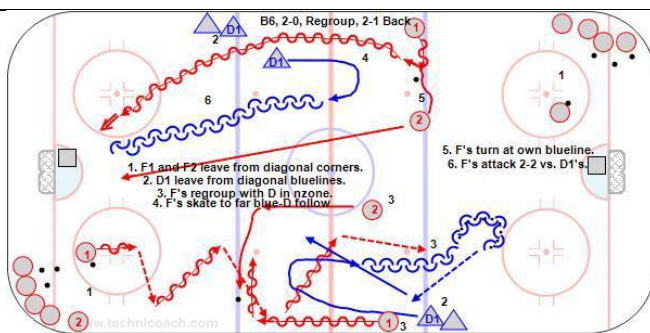 B6, 2-0, Regroup, 2-1 Back
1
2
D1
D1
4
1
6
5
2
1. F1 and F2 leave from diagonal corners.
2. D1 leave from diagonal bluelines.
3. F's regroup with D in nzone.
4. F's skate to far blue-D follow
5. F's turn at own blueline.
6. F's attack 2-2 vs. D1's.
3
2
3
1
1
2
2
D1
1
3
www.technicoach.com